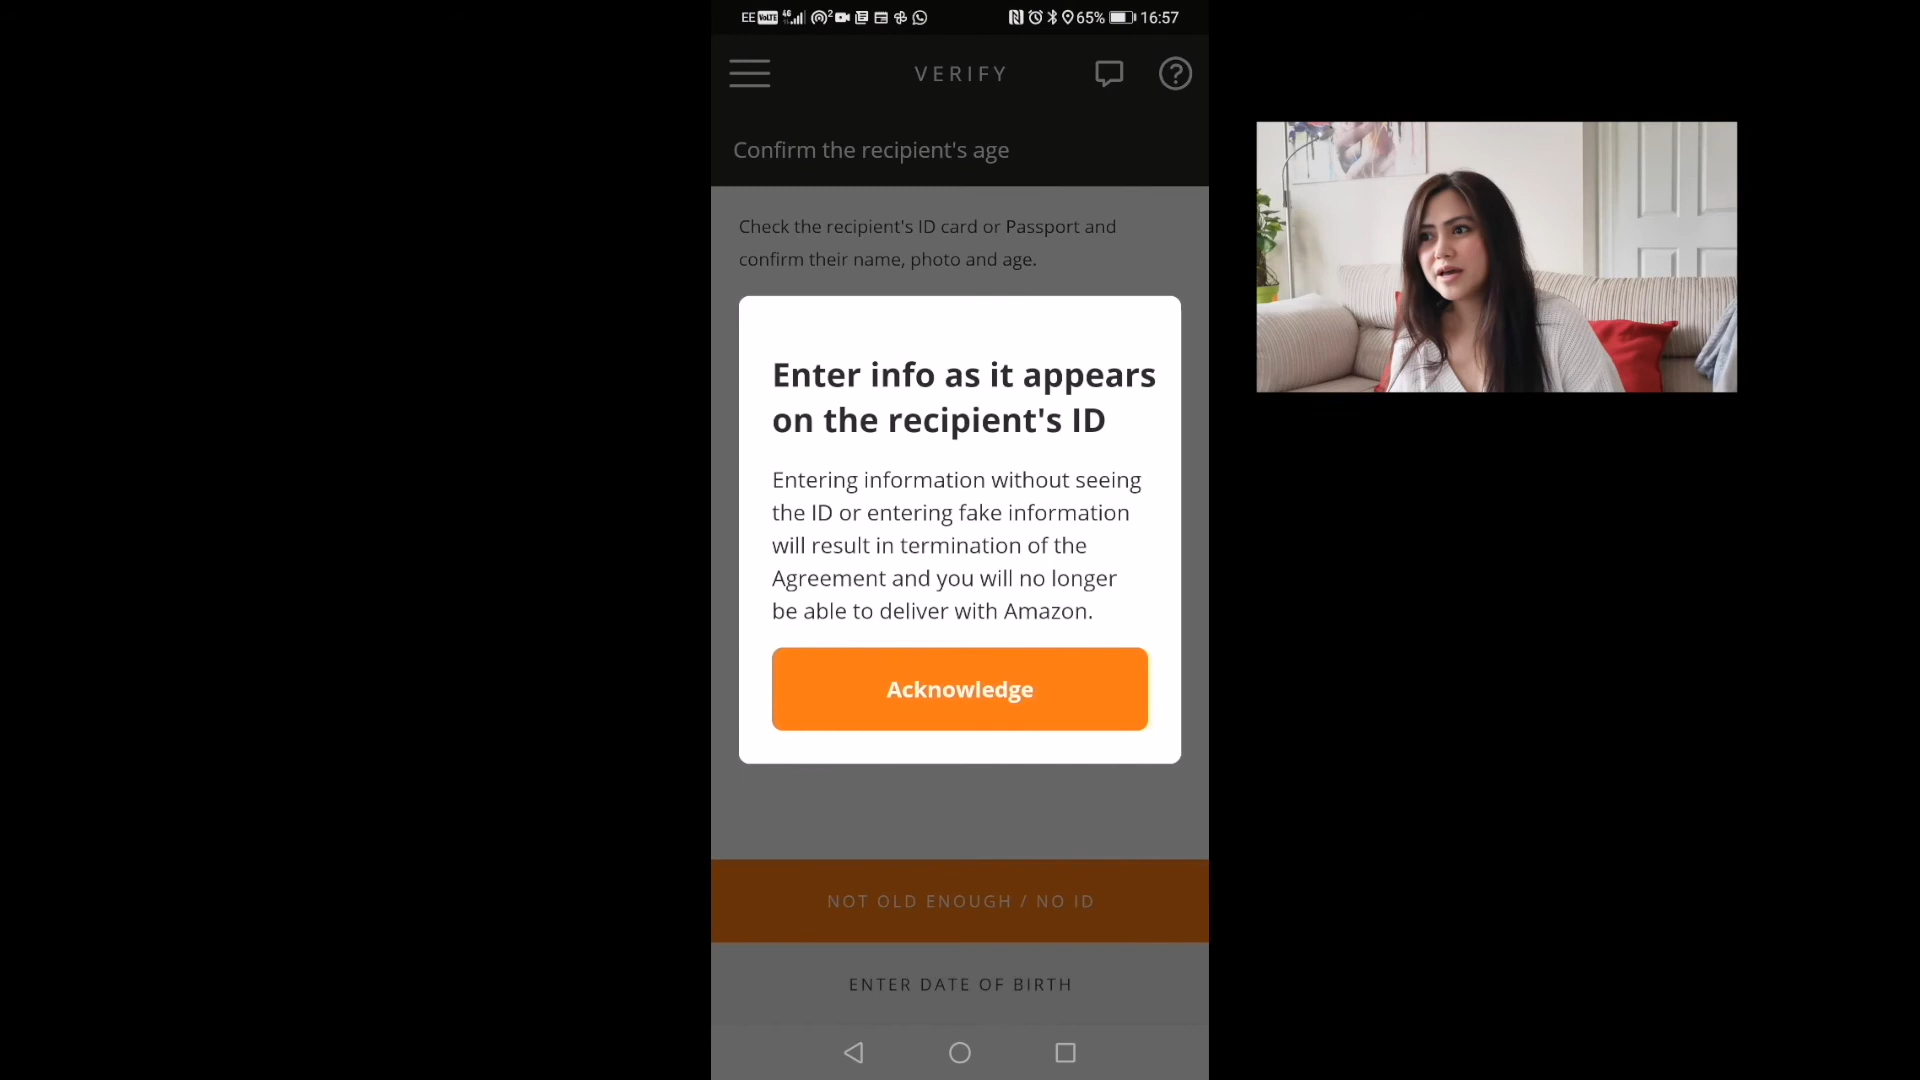 EE VoLTE 4G 2 65% 16:57
VERIFY
Confirm the recipient's age
Check the recipient's ID card or Passport and
confirm their name, photo and age.
Enter info as it appears
on the recipient's ID
Entering information without seeing
the ID or entering fake information
will result in termination of the
Agreement and you will no longer
be able to deliver with Amazon.
Acknowledge
NOT OLD ENOUGH / NO ID
ENTER DATE OF BIRTH